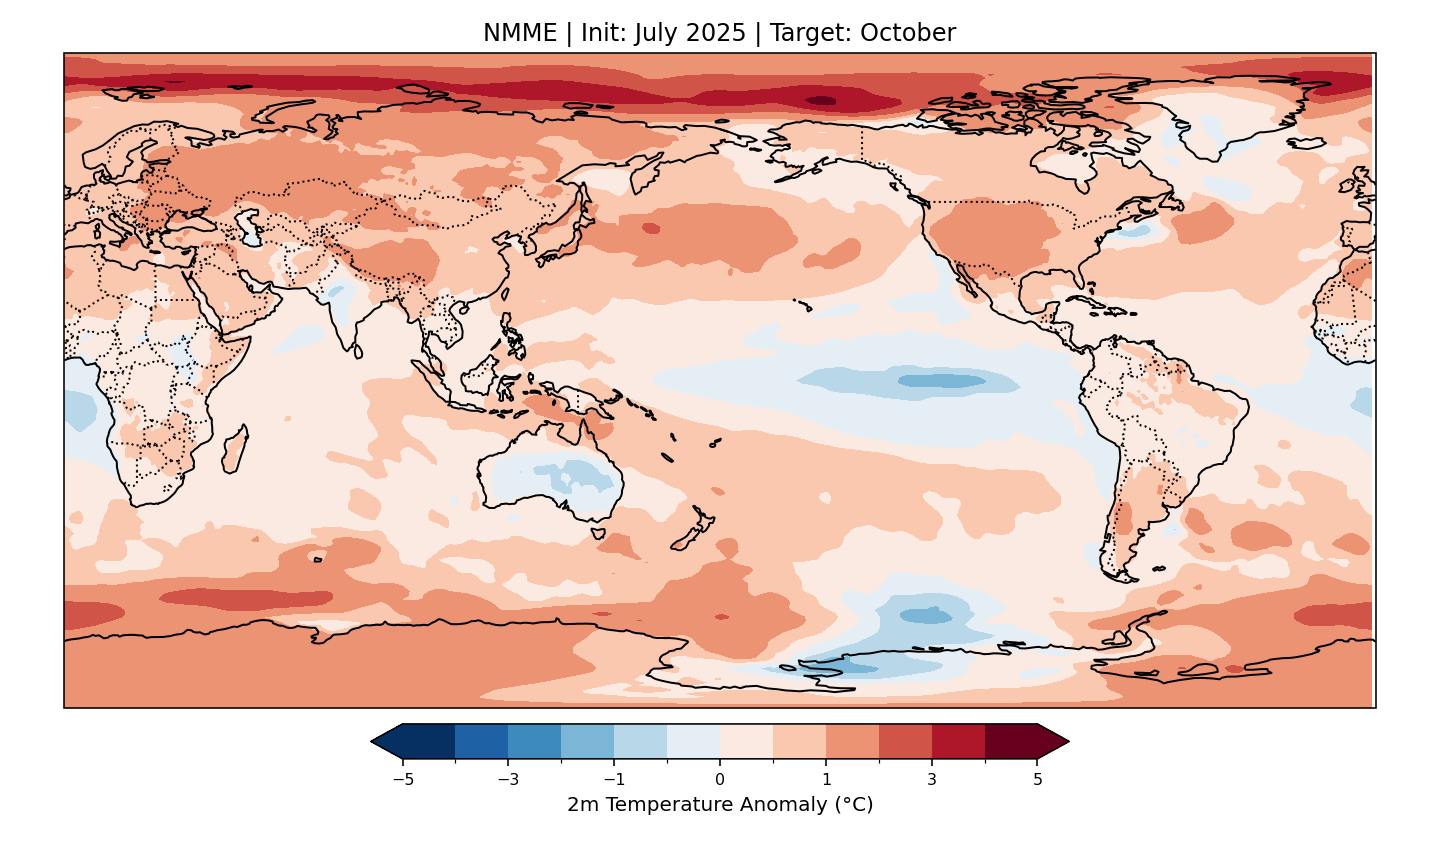 NMME | Init: July 2025 | Target: October
−5 −3 −1 0 1 3 5
2m Temperature Anomaly (°C)